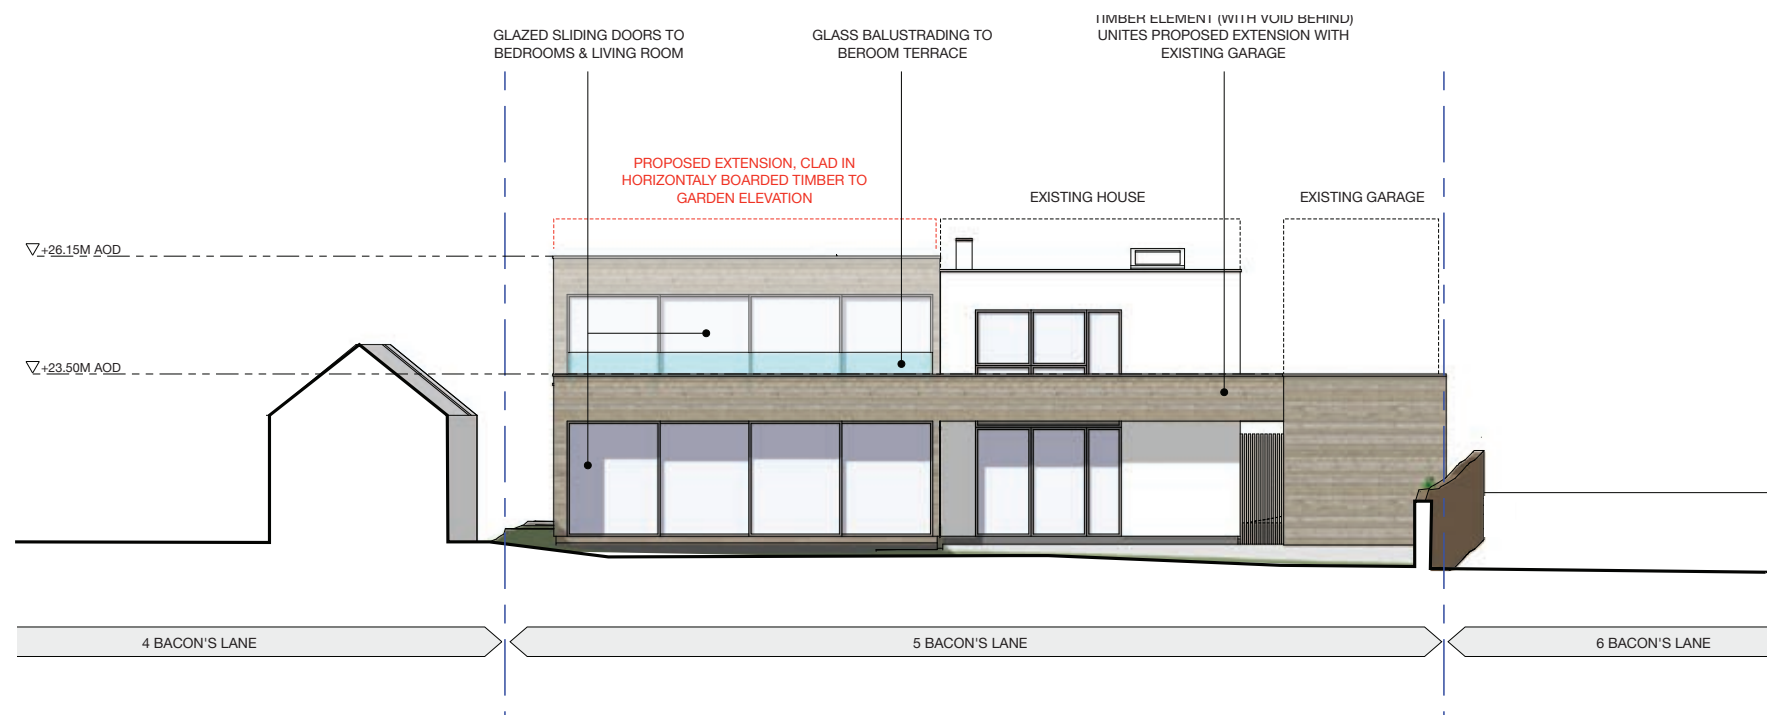 GLAZED SLIDING DOORS TO
BEDROOMS & LIVING ROOM
GLASS BALUSTRADING TO
BEROOM TERRACE
TIMBER ELEMENT (WITH VOID BEHIND)
UNITES PROPOSED EXTENSION WITH
EXISTING GARAGE
PROPOSED EXTENSION, CLAD IN
HORIZONTALY BOARDED TIMBER TO
GARDEN ELEVATION
EXISTING HOUSE
EXISTING GARAGE
+26.15M AOD
+23.50M AOD
4 BACON'S LANE
5 BACON'S LANE
6 BACON'S LANE